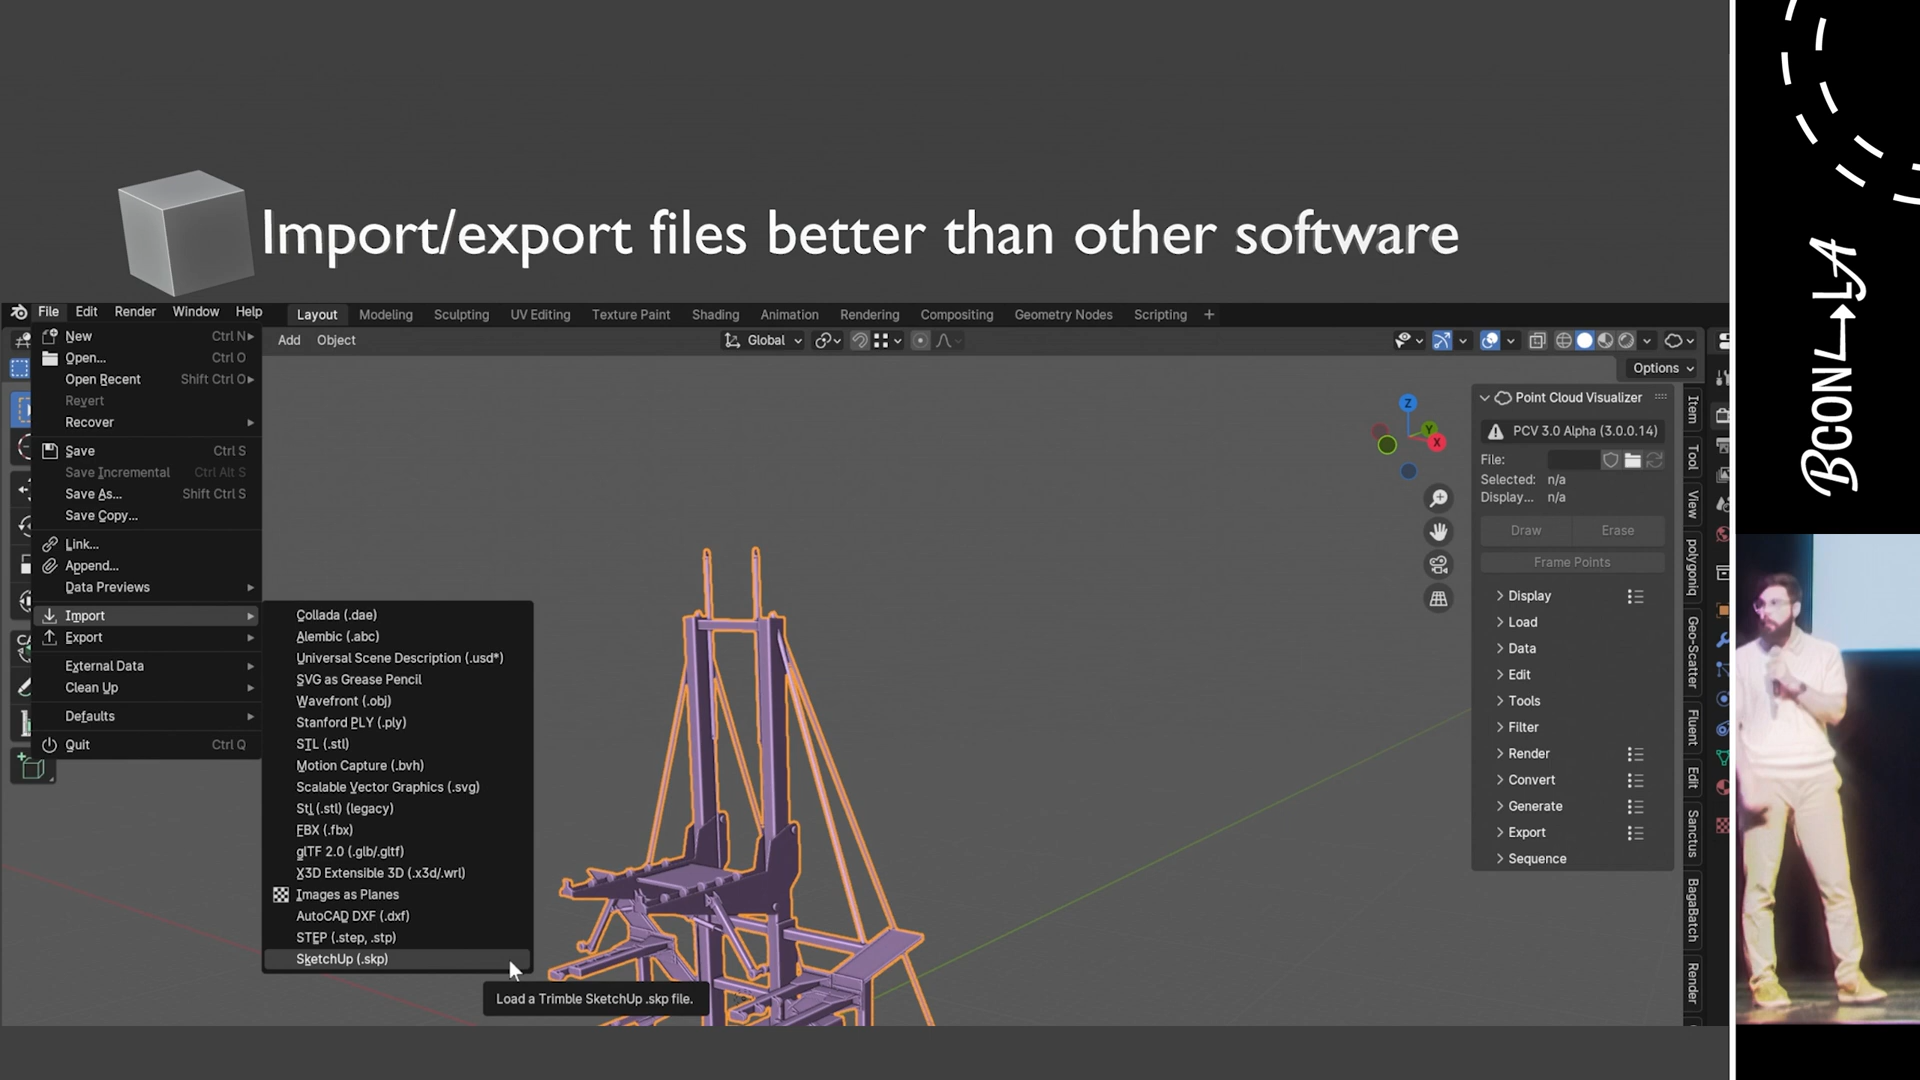 Import/export files better than other software
File Edit Render Window Help
Layout Modeling Sculpting UV Editing Texture Paint Shading Animation Rendering Compositing Geometry Nodes Scripting +
Add Object
Global
Options
New Ctrl N
Open... Ctrl O
Open Recent Shift Ctrl O
Revert
Recover
Save Ctrl S
Save Incremental Ctrl Alt S
Save As... Shift Ctrl S
Save Copy...
Link...
Append...
Data Previews
Import
Export
External Data
Clean Up
Defaults
Quit Ctrl Q
Collada (.dae)
Alembic (.abc)
Universal Scene Description (.usd*)
SVG as Grease Pencil
Wavefront (.obj)
Stanford PLY (.ply)
STL (.stl)
Motion Capture (.bvh)
Scalable Vector Graphics (.svg)
Stl (.stl) (legacy)
FBX (.fbx)
glTF 2.0 (.glb/.gltf)
X3D Extensible 3D (.x3d/.wrl)
Images as Planes
AutoCAD DXF (.dxf)
STEP (.step, .stp)
SketchUp (.skp)
Load a Trimble SketchUp .skp file.
Z
Y
X
Point Cloud Visualizer
PCV 3.0 Alpha (3.0.0.14)
File:
Selected: n/a
Display... n/a
Draw Erase
Frame Points
Display
Load
Data
Edit
Tools
Filter
Render
Convert
Generate
Export
Sequence
Item
Tool
View
polygoniq
Geo-Scatter
Fluent
Edit
Sanctus
BagaBatch
Render
BCON LA